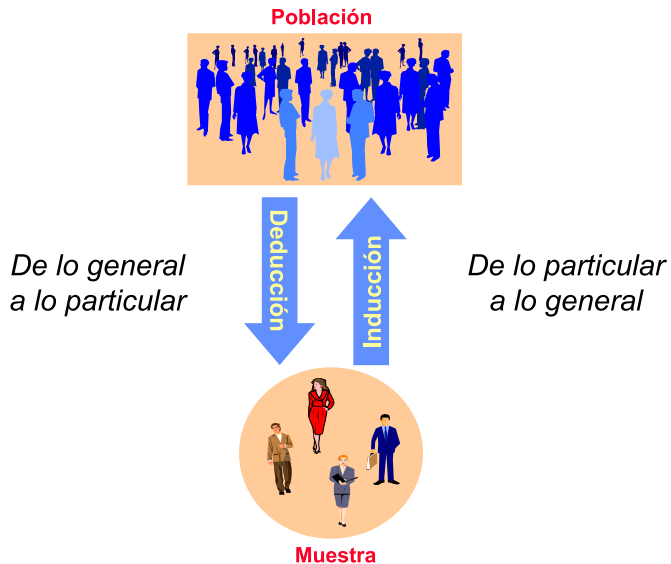 Población
Deducción
Inducción
De lo general
a lo particular
De lo particular
a lo general
Muestra